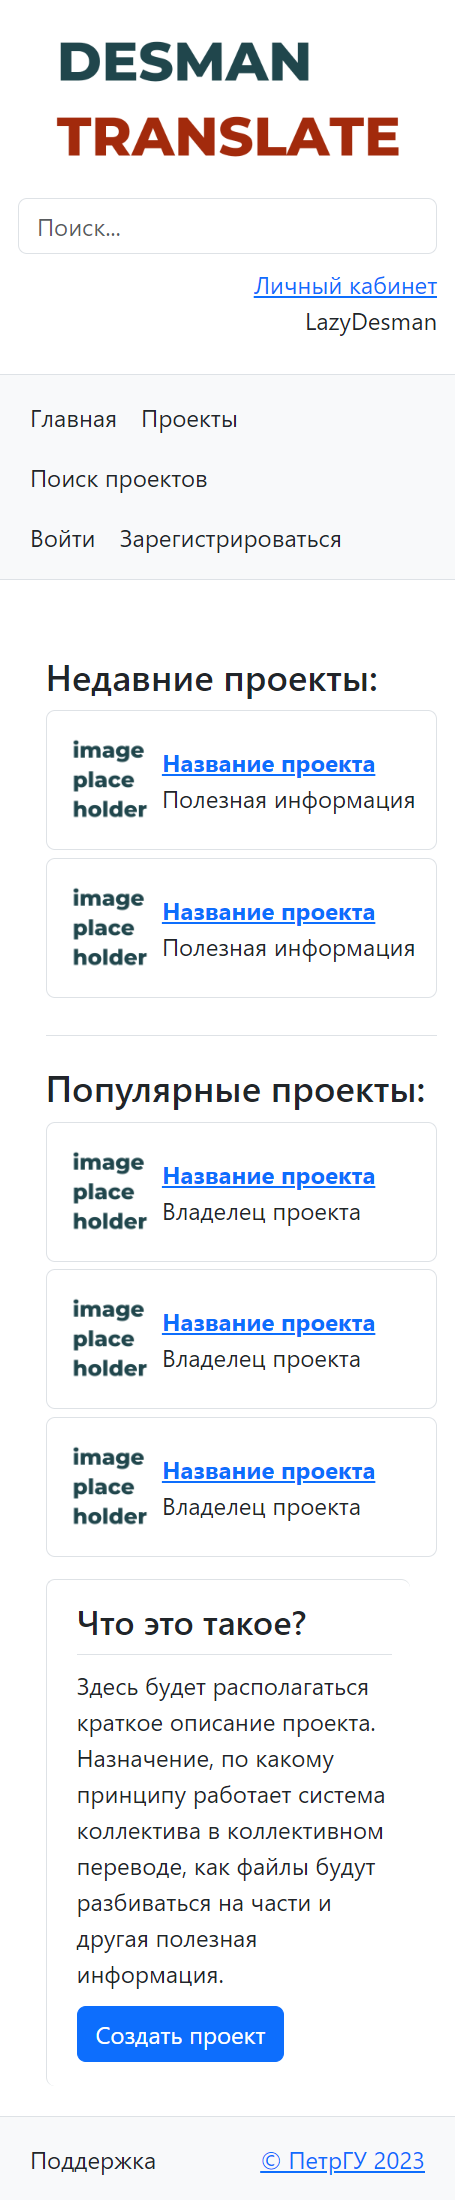 DESMAN
TRANSLATE
Поиск...
Личный кабинет
LazyDesman
Главная Проекты
Поиск проектов
Войти Зарегистрироваться
Недавние проекты:
image
place
holder
Название проекта
Полезная информация
image
place
holder
Название проекта
Полезная информация
Популярные проекты:
image
place
holder
Название проекта
Владелец проекта
image
place
holder
Название проекта
Владелец проекта
image
place
holder
Название проекта
Владелец проекта
Что это такое?
Здесь будет располагаться
краткое описание проекта.
Назначение, по какому
принципу работает система
коллектива в коллективном
переводе, как файлы будут
разбиваться на части и
другая полезная
информация.
Создать проект
Поддержка © ПетрГУ 2023